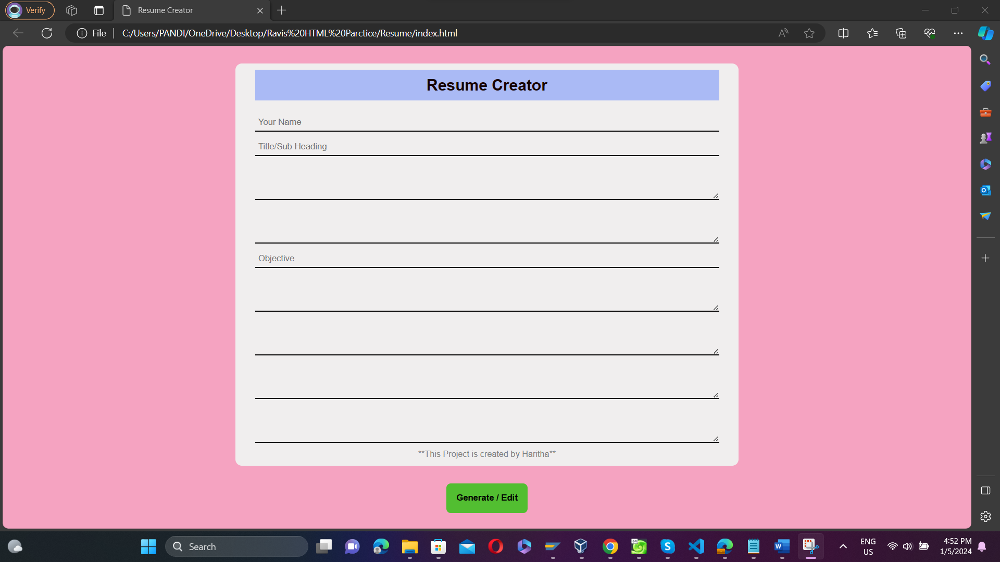 Verify
Resume Creator
File
C:/Users/PANDI/OneDrive/Desktop/Ravis%20HTML%20Parctice/Resume/index.html
Resume Creator
Your Name
Title/Sub Heading
Objective
**This Project is created by Haritha**
Generate / Edit
Search
64
ENG
US
4:52 PM
1/5/2024